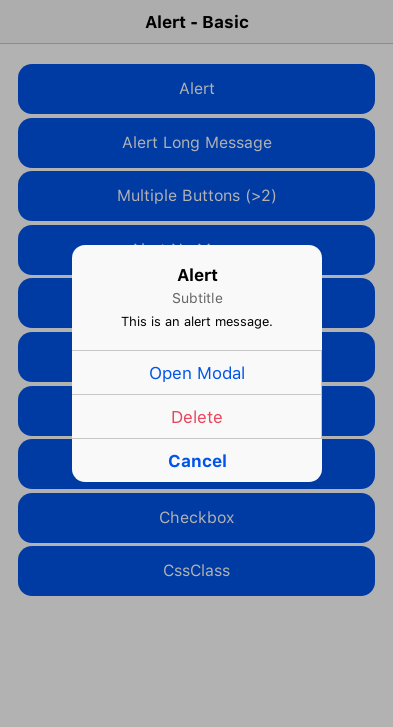 Alert - Basic
Alert
Alert Long Message
Multiple Buttons (>2)
Alert
Subtitle
This is an alert message.
Open Modal
Delete
Cancel
Checkbox
CssClass